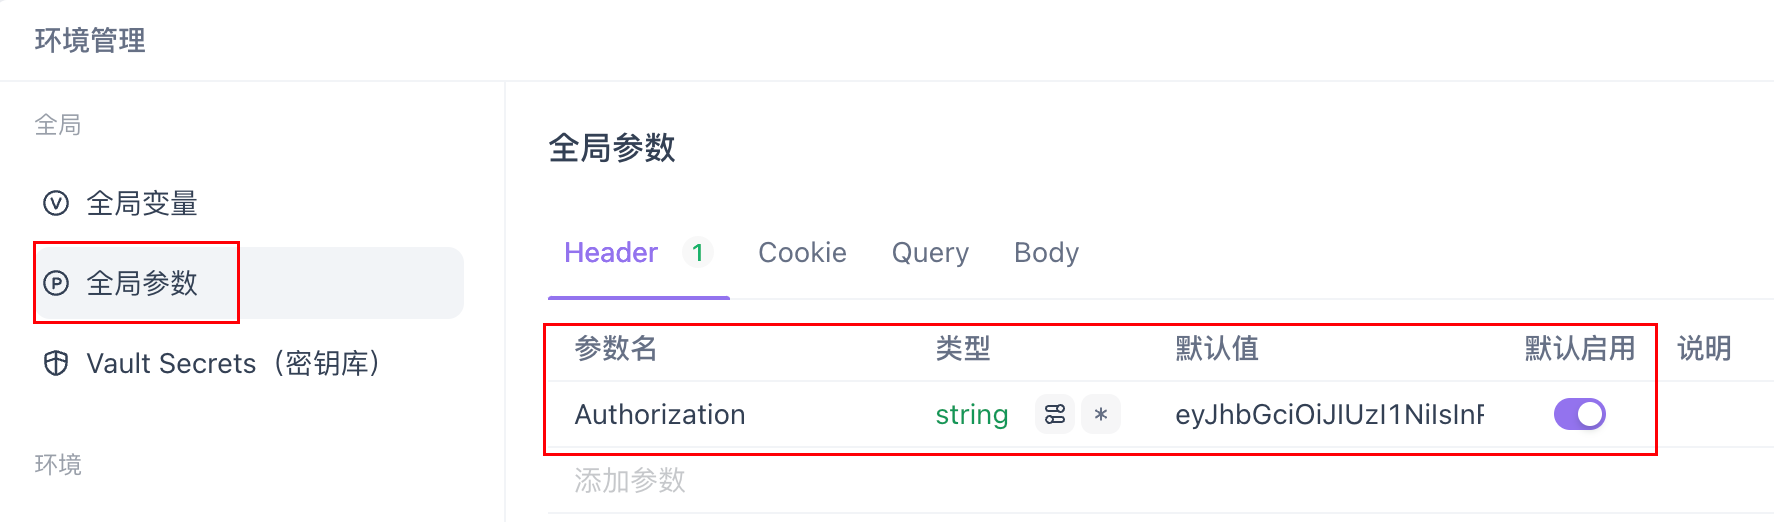 环境管理
全局
V 全局变量
P 全局参数
Vault Secrets（密钥库）
环境
全局参数
Header 1 Cookie Query Body
参数名 类型 默认值 默认启用 说明
Authorization string * eyJhbGciOiJIUzI1NiIsInF
添加参数